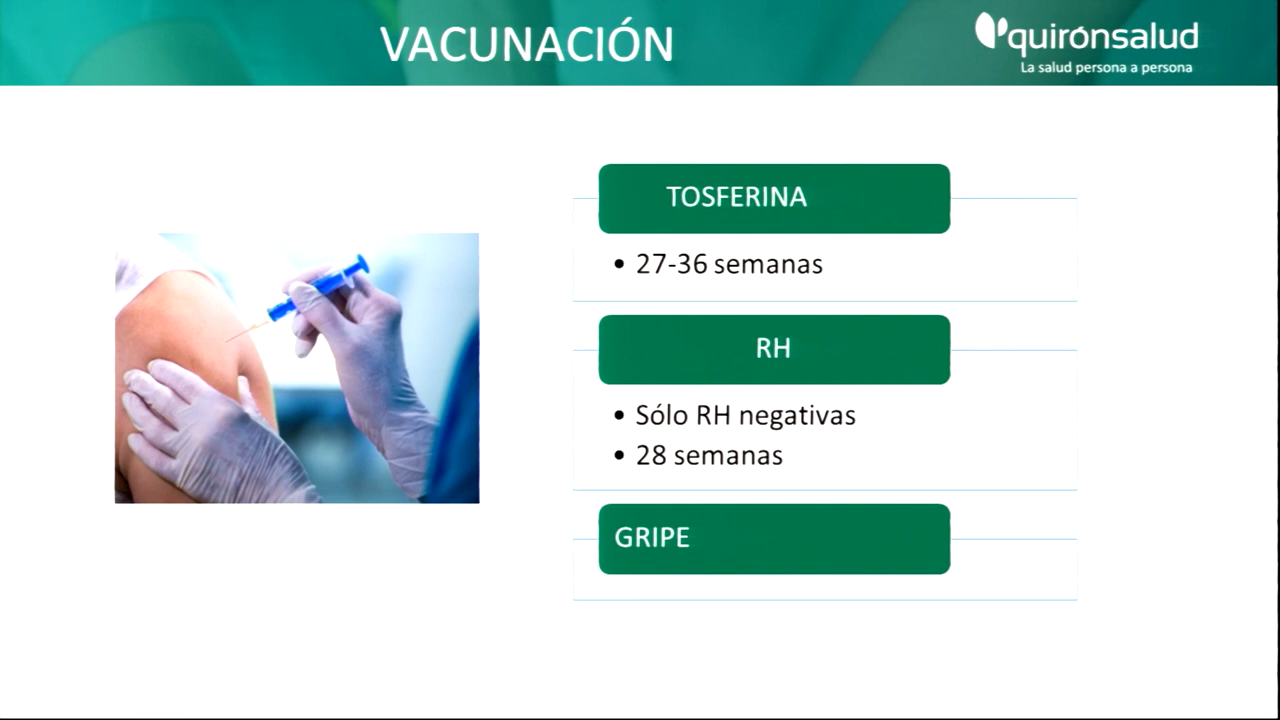 VACUNACIÓN
quirónsalud
La salud persona a persona
TOSFERINA
• 27-36 semanas
RH
• Sólo RH negativas
• 28 semanas
GRIPE